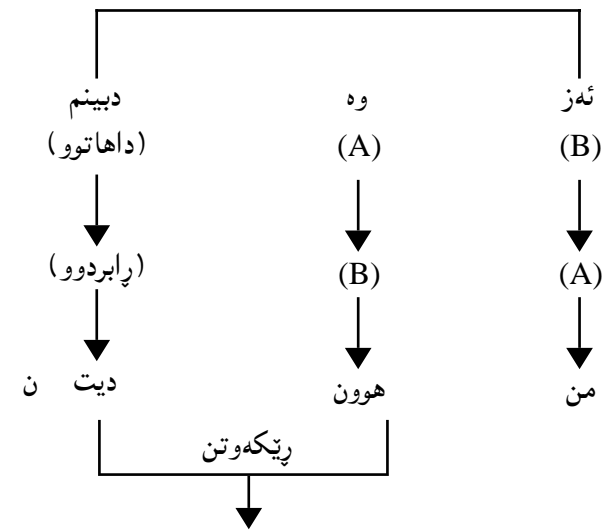 ئەز وە دبینم
(B) (A) (داهاتوو)
(A) (B) (ڕابردوو)
من هوون دیت ن
ڕێکەوتن